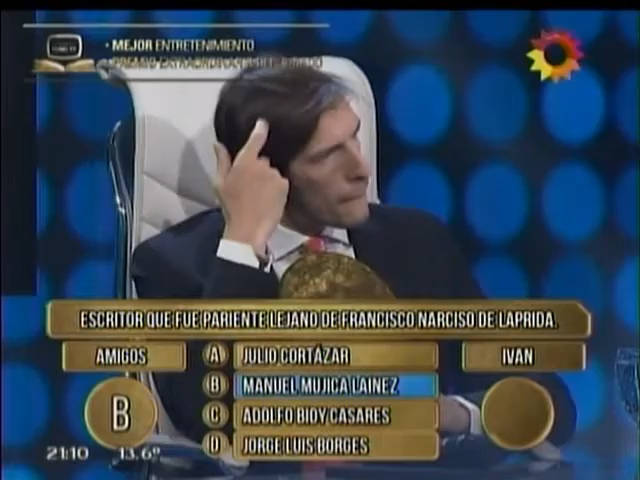 • MEJOR ENTRETENIMIENTO
ESCRITOR QUE FUE PARIENTE LEJANO DE FRANCISCO NARCISO DE LAPRIDA.
AMIGOS
IVAN
A JULIO CORTÁZAR
B MANUEL MUJICA LAINEZ
C ADOLFO BIOY CASARES
D JORGE LUIS BORGES
B
21:10 13.6º